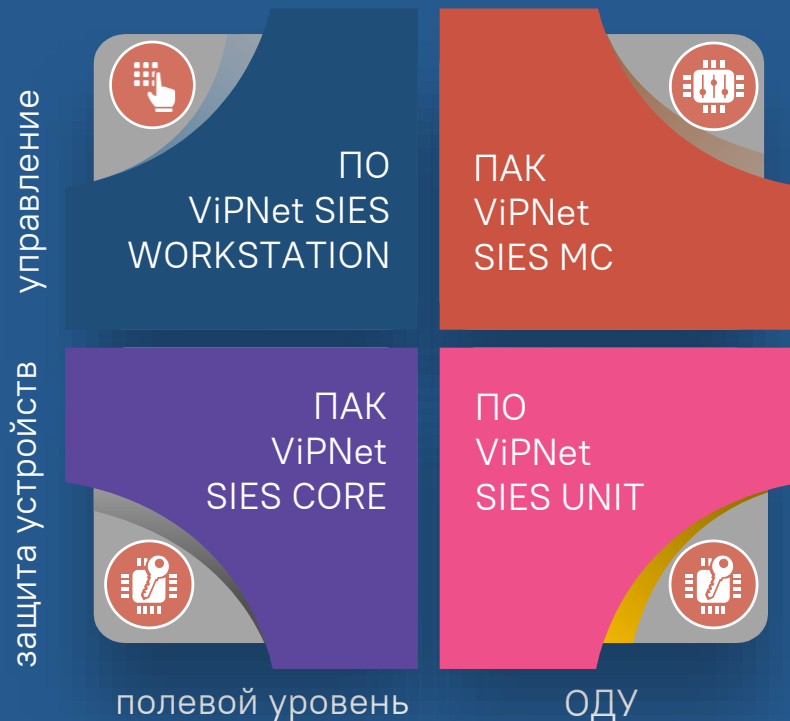 управление
ПО
ViPNet SIES
WORKSTATION
ПАК
ViPNet
SIES MC
защита устройств
ПАК
ViPNet
SIES CORE
ПО
ViPNet
SIES UNIT
полевой уровень
ОДУ